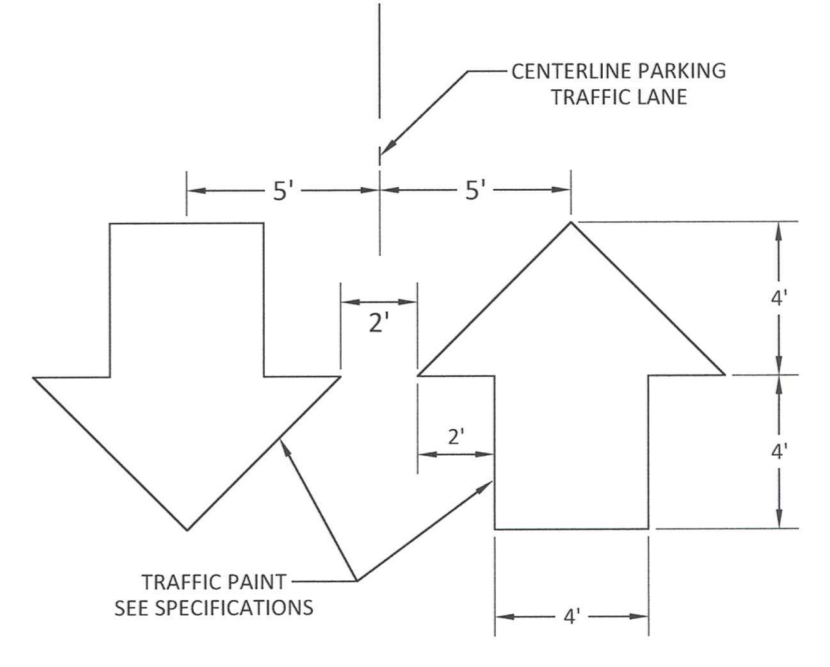 CENTERLINE PARKING
TRAFFIC LANE
5'
5'
2'
4'
2'
4'
TRAFFIC PAINT
SEE SPECIFICATIONS
4'